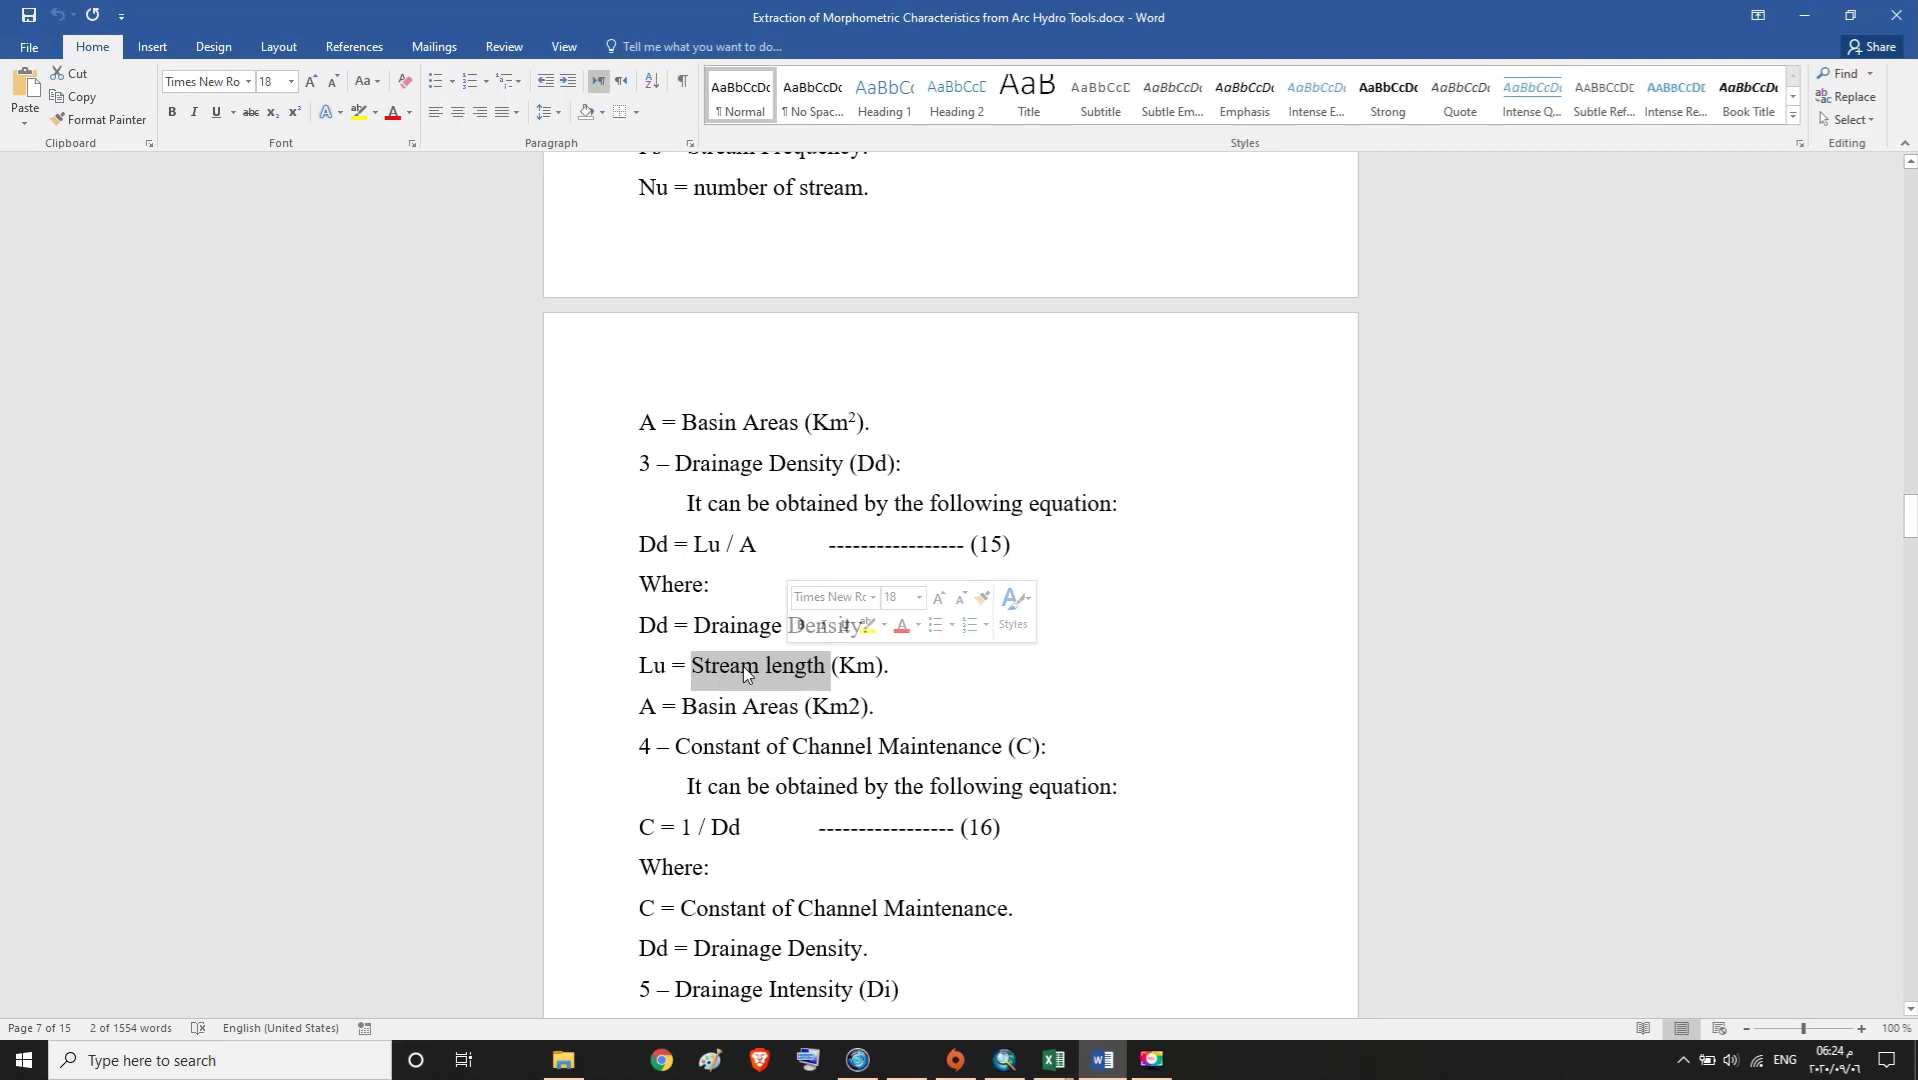 Extraction of Morphometric Characteristics from Arc Hydro Tools.docx - Word
File Home Insert Design Layout References Mailings Review View Tell me what you want to do... Share
Paste
Cut
Copy
Format Painter
Clipboard
Times New Ro 18
Font
Paragraph
AaBbCcDc AaBbCcDc AaBbC( AaBbCcE AaB AaBbCcD AaBbCcDc AaBbCcDc AaBbCcDc AaBbCcDc AaBbCcDc AaBbCcDc AABBCCDE AABBCCDE AaBbCcDc
¶ Normal ¶ No Spac... Heading 1 Heading 2 Title Subtitle Subtle Em... Emphasis Intense E... Strong Quote Intense Q... Subtle Ref... Intense Re... Book Title
Styles
Find
Replace
Select
Editing
Nu = number of stream.
A = Basin Areas (Km²).
3 – Drainage Density (Dd):
It can be obtained by the following equation:
Dd = Lu / A ----------------- (15)
Where:
Times New Rc 18
Styles
Dd = Drainage Density.
Lu = Stream length (Km).
A = Basin Areas (Km2).
4 – Constant of Channel Maintenance (C):
It can be obtained by the following equation:
C = 1 / Dd ----------------- (16)
Where:
C = Constant of Channel Maintenance.
Dd = Drainage Density.
5 – Drainage Intensity (Di)
Page 7 of 15 2 of 1554 words English (United States) 100 %
Type here to search
ENG
06:24 م
٢٠٢٠/٠٩/٠٦